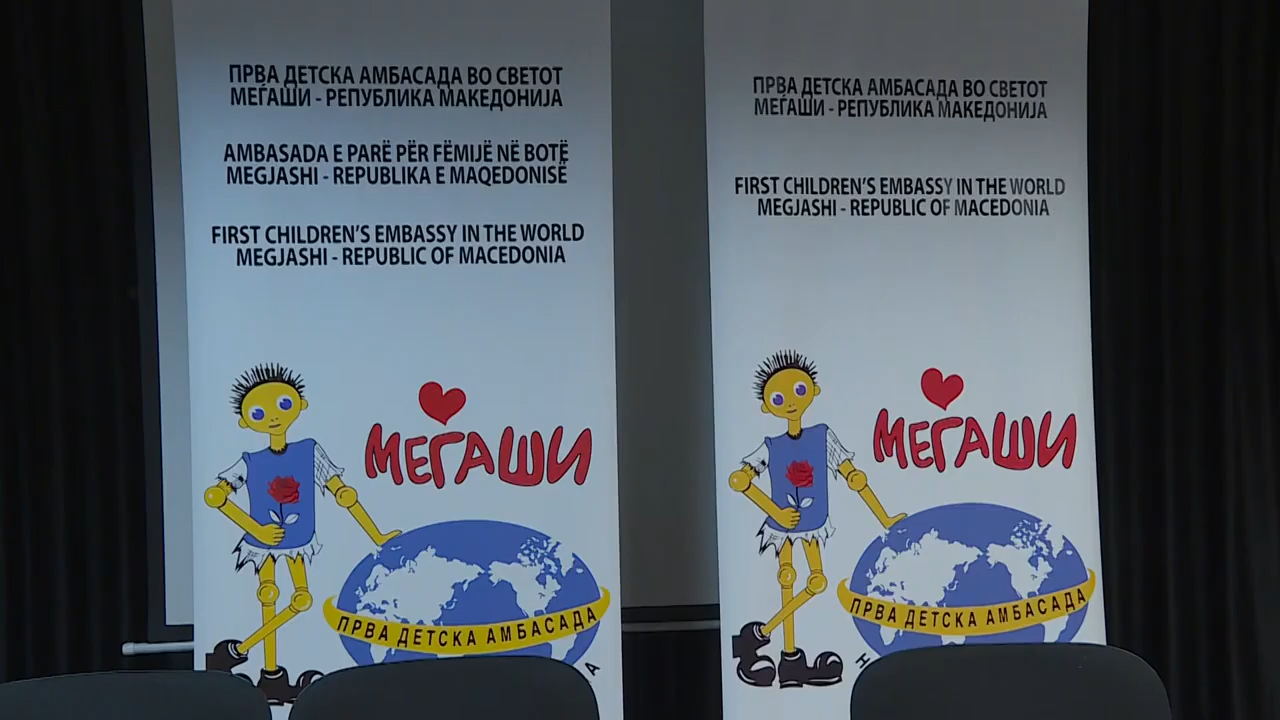 ПРВА ДЕТСКА АМБАСАДА ВО СВЕТОТ
МЕЃАШИ - РЕПУБЛИКА МАКЕДОНИЈА
AMBASADA E PARË PËR FËMIJË NË BOTË
MEGJASHI - REPUBLIKA E MAQEDONISË
FIRST CHILDREN'S EMBASSY IN THE WORLD
MEGJASHI - REPUBLIC OF MACEDONIA
МЕЃАШИ
ПРВА ДЕТСКА АМБАСАДА
А
ПРВА ДЕТСКА АМБАСАДА ВО СВЕТОТ
МЕЃАШИ - РЕПУБЛИКА МАКЕДОНИЈА
FIRST CHILDREN'S EMBASSY IN THE WORLD
MEGJASHI - REPUBLIC OF MACEDONIA
МЕЃАШИ
ПРВА ДЕТСКА АМБАСАДА
Н